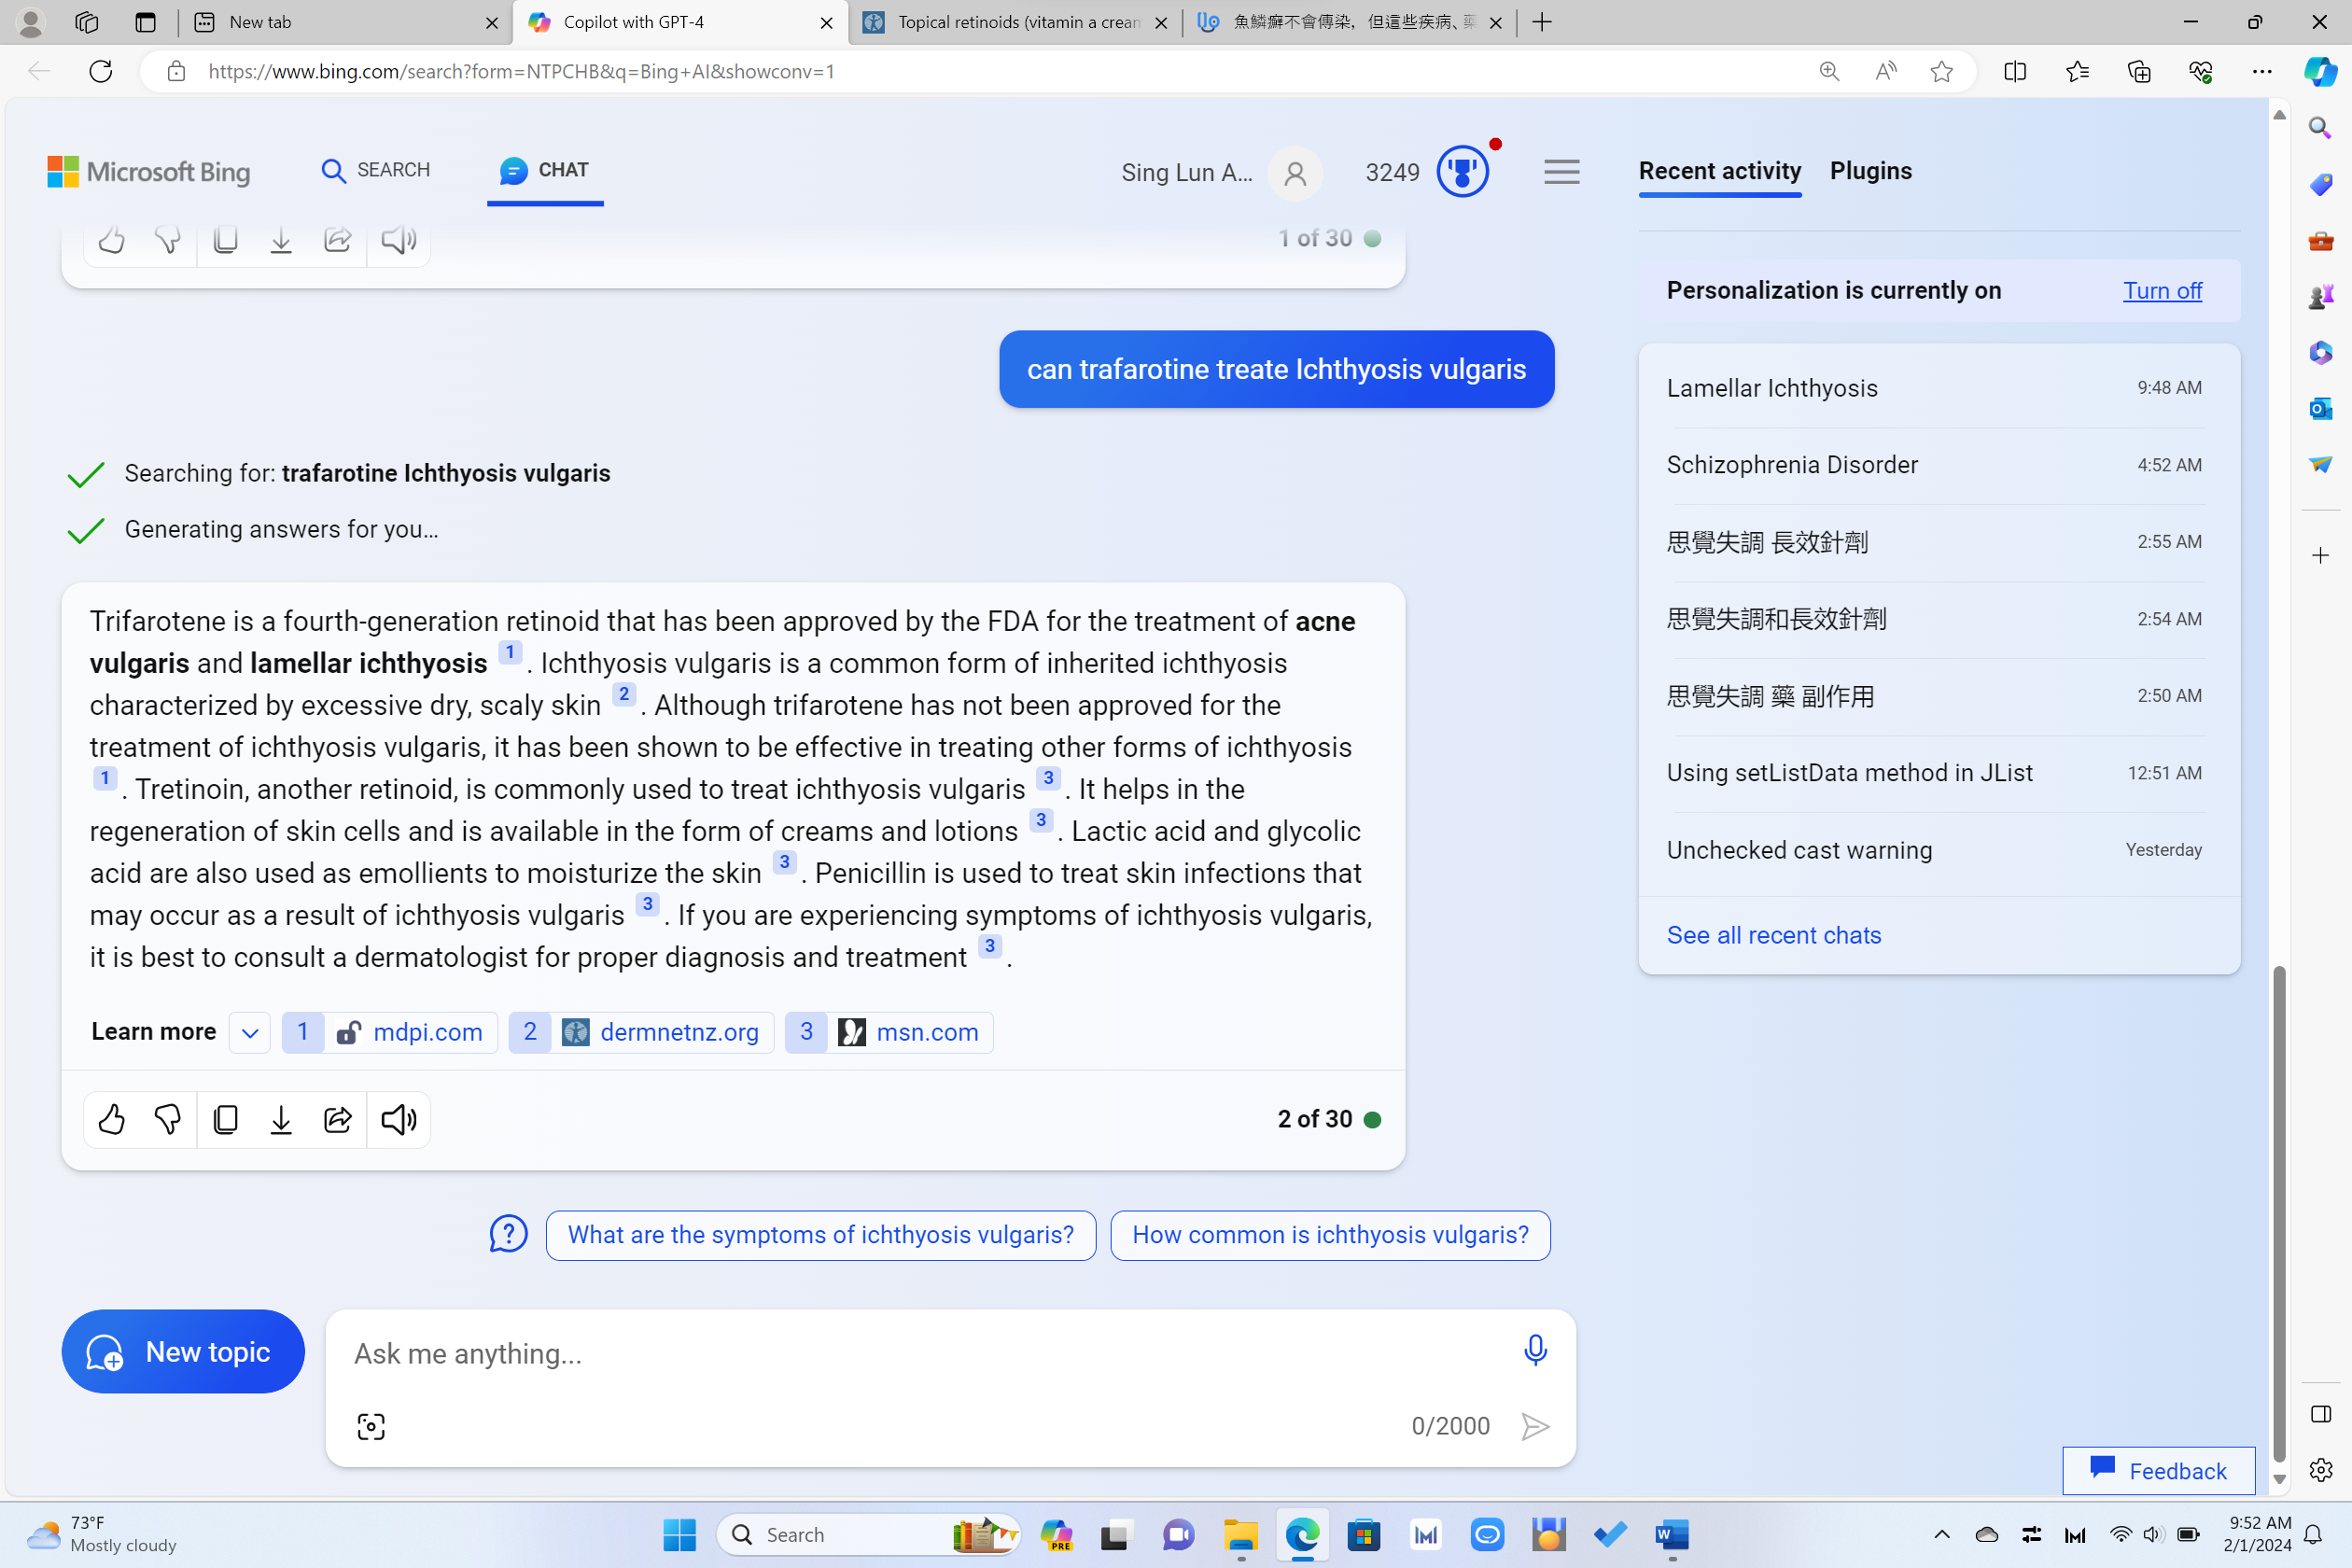 New tab
Copilot with GPT-4
Topical retinoids (vitamin a crean
魚鱗癬不會傳染，但這些疾病、藥
https://www.bing.com/search?form=NTPCHB&q=Bing+AI&showconv=1
Microsoft Bing
SEARCH
CHAT
Sing Lun A...
3249
Recent activity
Plugins
1 of 30
Personalization is currently on
Turn off
can trafarotine treate Ichthyosis vulgaris
Lamellar Ichthyosis 9:48 AM
Schizophrenia Disorder 4:52 AM
思覺失調 長效針劑 2:55 AM
思覺失調和長效針劑 2:54 AM
思覺失調 藥 副作用 2:50 AM
Using setListData method in JList 12:51 AM
Unchecked cast warning Yesterday
See all recent chats
Searching for: trafarotine Ichthyosis vulgaris
Generating answers for you...
Trifarotene is a fourth-generation retinoid that has been approved by the FDA for the treatment of acne
vulgaris and lamellar ichthyosis 1 . Ichthyosis vulgaris is a common form of inherited ichthyosis
characterized by excessive dry, scaly skin 2 . Although trifarotene has not been approved for the
treatment of ichthyosis vulgaris, it has been shown to be effective in treating other forms of ichthyosis
1 . Tretinoin, another retinoid, is commonly used to treat ichthyosis vulgaris 3 . It helps in the
regeneration of skin cells and is available in the form of creams and lotions 3 . Lactic acid and glycolic
acid are also used as emollients to moisturize the skin 3 . Penicillin is used to treat skin infections that
may occur as a result of ichthyosis vulgaris 3 . If you are experiencing symptoms of ichthyosis vulgaris,
it is best to consult a dermatologist for proper diagnosis and treatment 3 .
Learn more 1 mdpi.com 2 dermnetnz.org 3 msn.com
2 of 30
What are the symptoms of ichthyosis vulgaris?
How common is ichthyosis vulgaris?
New topic
Ask me anything...
0/2000
Feedback
73°F
Mostly cloudy
Search
PRE
9:52 AM
2/1/2024